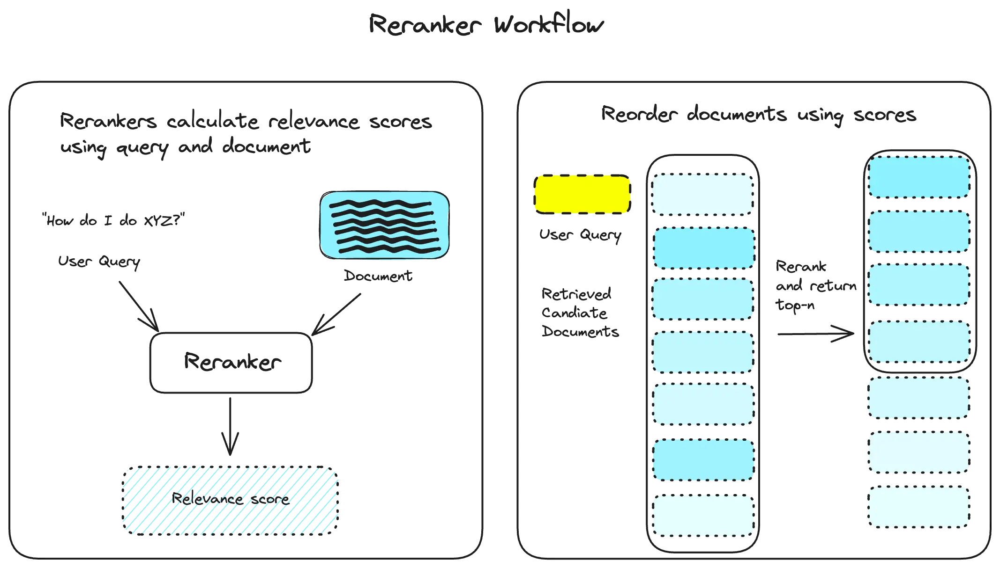 Reranker Workflow
Rerankers calculate relevance scores
using query and document
"How do I do XYZ?"
User Query
Document
Reranker
Relevance score
Reorder documents using scores
User Query
Retrieved
Candiate
Documents
Rerank
and return
top-n